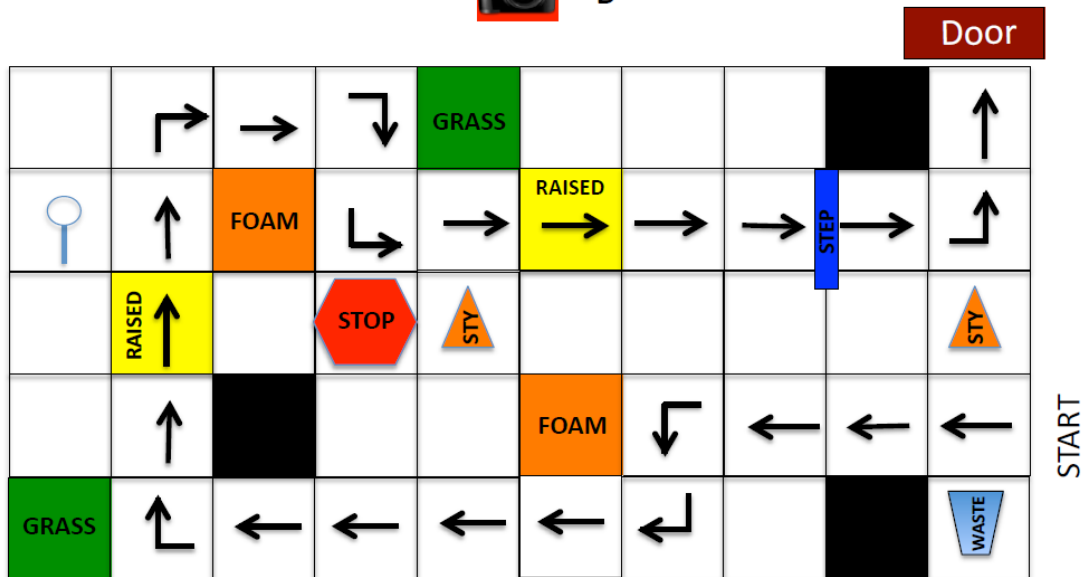 Door
GRASS
RAISED
FOAM
STEP
RAISED
STOP
STY
STY
FOAM
START
GRASS
WASTE